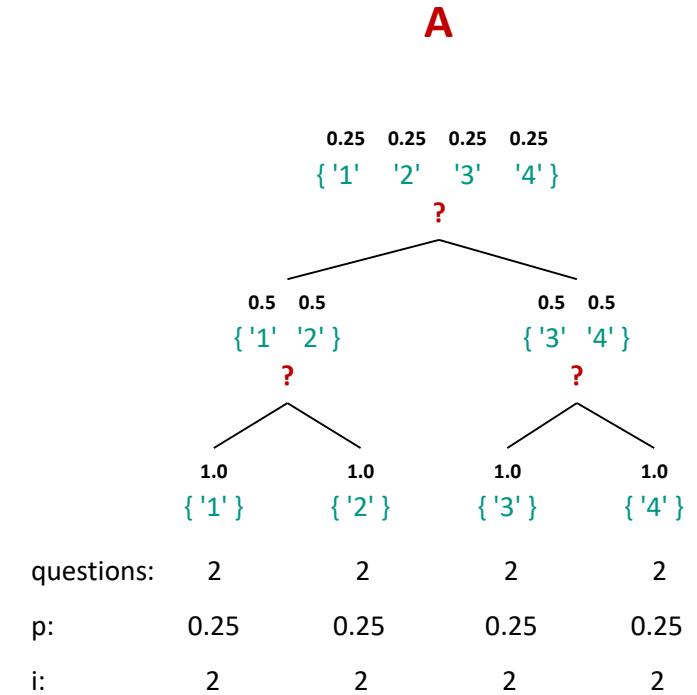 A
0.25 0.25 0.25 0.25
{ '1' '2' '3' '4' }
?
0.5 0.5 0.5 0.5
{ '1' '2' } { '3' '4' }
? ?
1.0 1.0 1.0 1.0
{ '1' } { '2' } { '3' } { '4' }
questions: 2 2 2 2
p: 0.25 0.25 0.25 0.25
i: 2 2 2 2